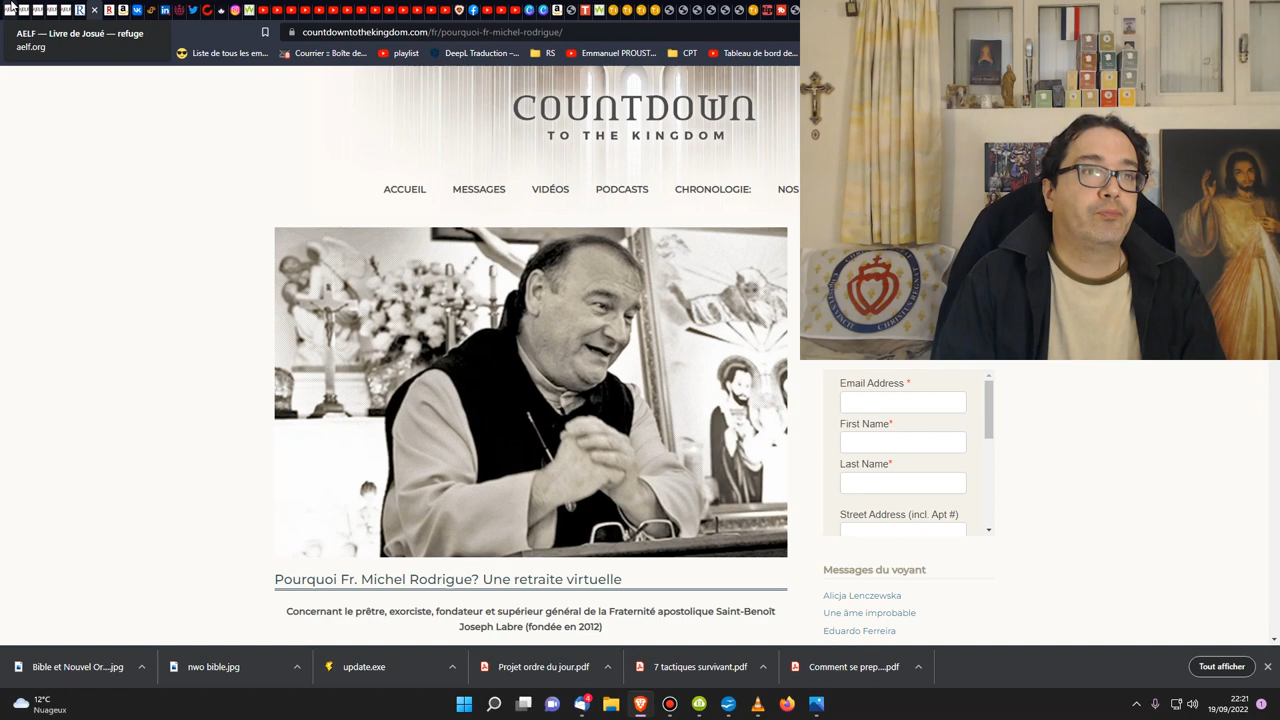 AELF — Livre de Josué — refuge
aelf.org
countdowntothekingdom.com/fr/pourquoi-fr-michel-rodrigue/
Liste de tous les em...
Courrier :: Boîte de...
playlist
DeepL Traduction –...
RS
Emmanuel PROUST...
CPT
Tableau de bord de...
COUNTDOWN
TO THE KINGDOM
ACCUEIL
MESSAGES
VIDÉOS
PODCASTS
CHRONOLOGIE:
NOS
Email Address *
First Name*
Last Name*
Street Address (incl. Apt #)
Pourquoi Fr. Michel Rodrigue? Une retraite virtuelle
Concernant le prêtre, exorciste, fondateur et supérieur général de la Fraternité apostolique Saint-Benoît
Joseph Labre (fondée en 2012)
Messages du voyant
Alicja Lenczewska
Une âme improbable
Eduardo Ferreira
Bible et Nouvel Or....jpg
nwo bible.jpg
update.exe
Projet ordre du jour.pdf
7 tactiques survivant.pdf
Comment se prep....pdf
Tout afficher
12°C
Nuageux
4
22:21
19/09/2022
1